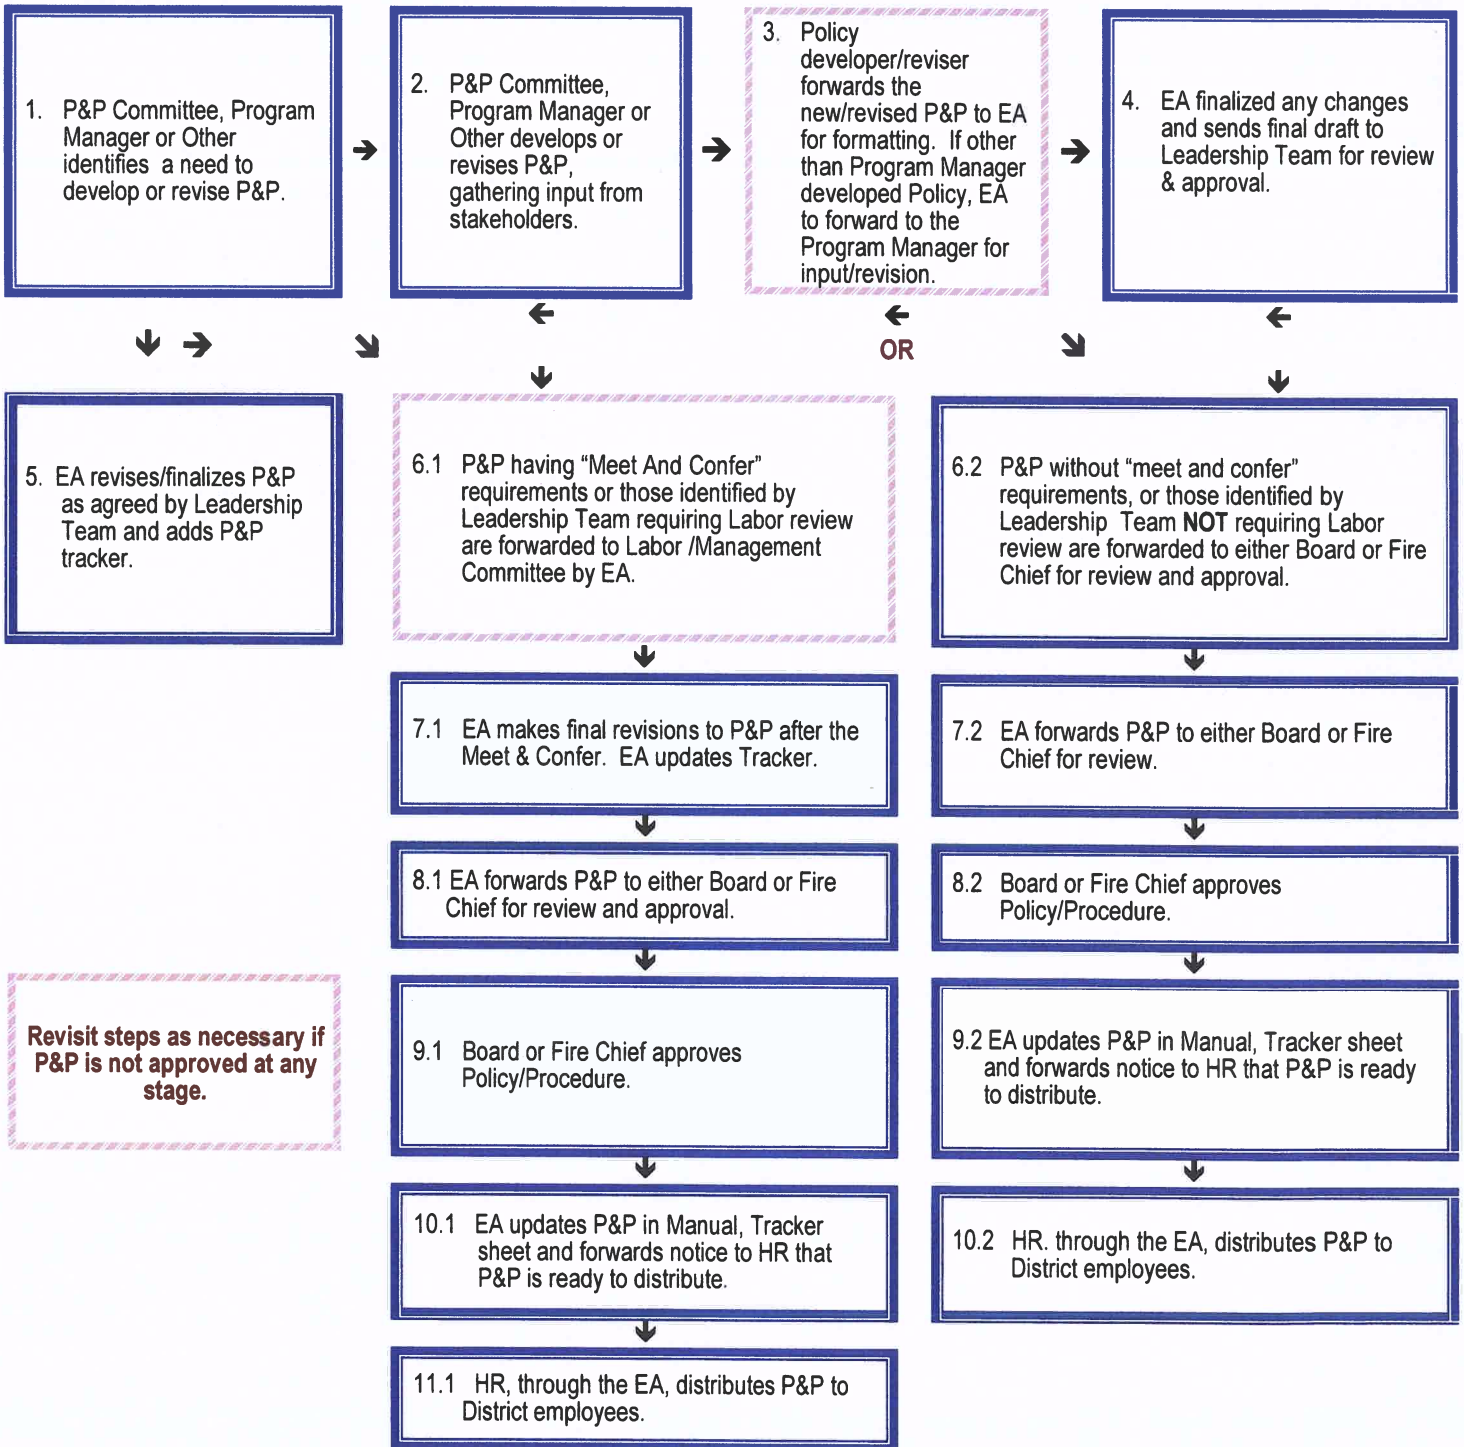 1. P&P Committee, Program
Manager or Other
identifies a need to
develop or revise P&P.
2. P&P Committee,
Program Manager or
Other develops or
revises P&P,
gathering input from
stakeholders.
3. Policy
developer/reviser
forwards the
new/revised P&P to EA
for formatting. If other
than Program Manager
developed Policy, EA
to forward to the
Program Manager for
input/revision.
4. EA finalized any changes
and sends final draft to
Leadership Team for review
& approval.
OR
5. EA revises/finalizes P&P
as agreed by Leadership
Team and adds P&P
tracker.
6.1 P&P having “Meet And Confer”
requirements or those identified by
Leadership Team requiring Labor review
are forwarded to Labor /Management
Committee by EA.
6.2 P&P without “meet and confer”
requirements, or those identified by
Leadership Team NOT requiring Labor
review are forwarded to either Board or Fire
Chief for review and approval.
7.1 EA makes final revisions to P&P after the
Meet & Confer. EA updates Tracker.
7.2 EA forwards P&P to either Board or Fire
Chief for review.
8.1 EA forwards P&P to either Board or Fire
Chief for review and approval.
8.2 Board or Fire Chief approves
Policy/Procedure.
Revisit steps as necessary if
P&P is not approved at any
stage.
9.1 Board or Fire Chief approves
Policy/Procedure.
9.2 EA updates P&P in Manual, Tracker sheet
and forwards notice to HR that P&P is ready
to distribute.
10.1 EA updates P&P in Manual, Tracker
sheet and forwards notice to HR that
P&P is ready to distribute.
10.2 HR. through the EA, distributes P&P to
District employees.
11.1 HR, through the EA, distributes P&P to
District employees.